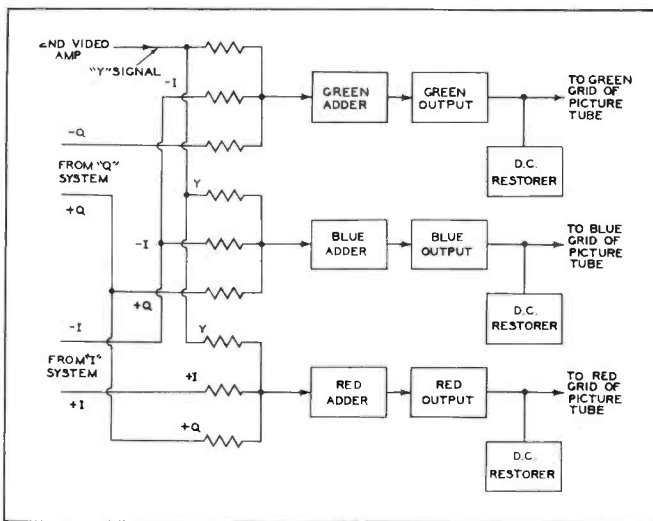 2ND VIDEO
AMP
"Y" SIGNAL
-I
-Q
FROM "Q"
SYSTEM
+Q
Y
-I
+Q
-I
FROM "I"
SYSTEM
+I
Y
+I
+Q
GREEN
ADDER
GREEN
OUTPUT
TO GREEN
GRID OF
PICTURE
TUBE
D.C.
RESTORER
BLUE
ADDER
BLUE
OUTPUT
TO BLUE
GRID OF
PICTURE
TUBE
D.C.
RESTORER
RED
ADDER
RED
OUTPUT
TO RED
GRID OF
PICTURE
TUBE
D.C.
RESTORER